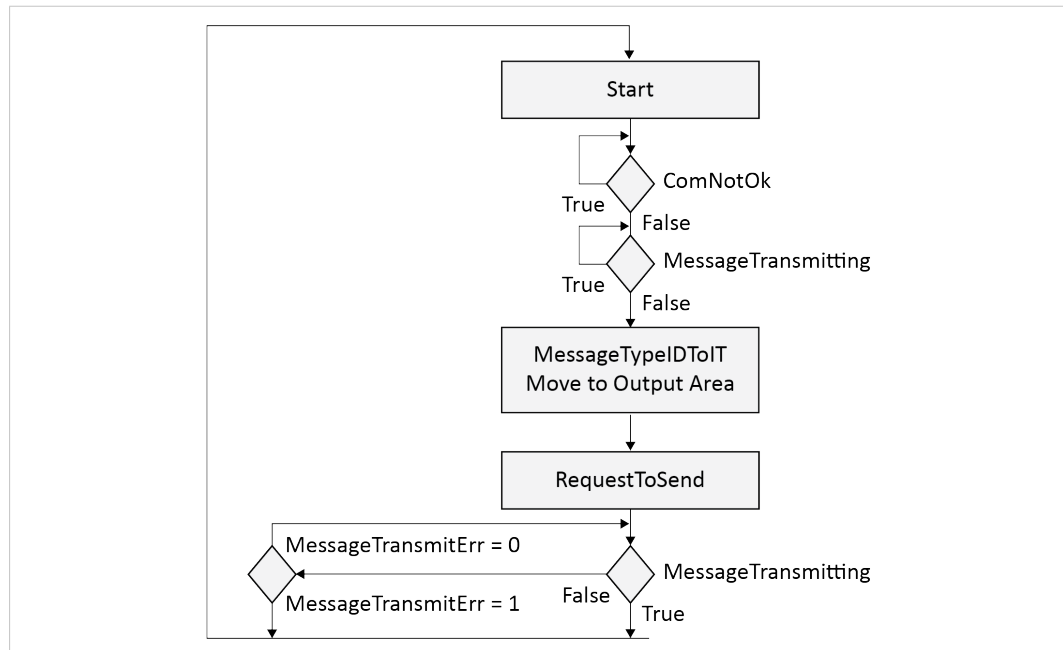 Start
ComNotOk
True
False
MessageTransmitting
True
False
MessageTypeIDToIT
Move to Output Area
RequestToSend
MessageTransmitErr = 0
MessageTransmitting
False
MessageTransmitErr = 1
True